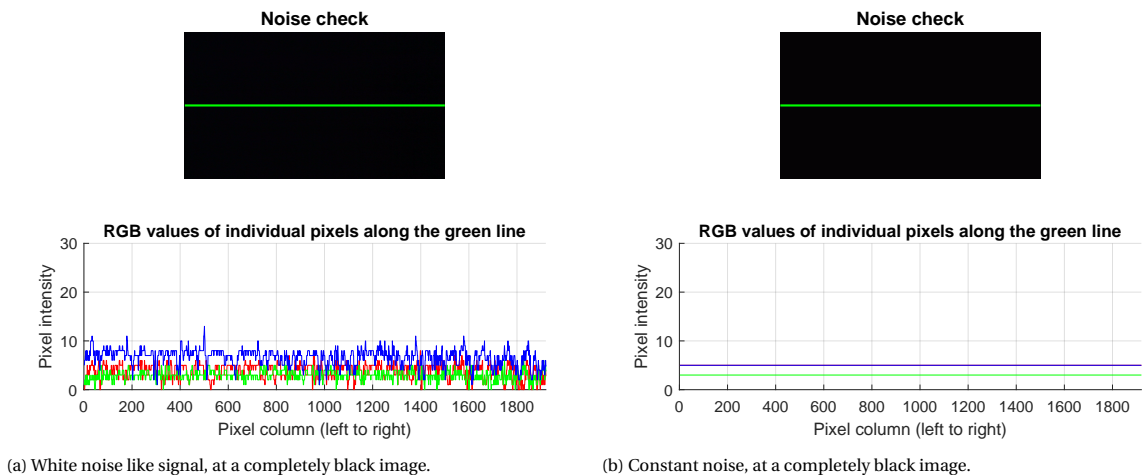 Noise check
RGB values of individual pixels along the green line
Pixel intensity
30
20
10
0
0 200 400 600 800 1000 1200 1400 1600 1800
Pixel column (left to right)
(a) White noise like signal, at a completely black image.
Noise check
RGB values of individual pixels along the green line
Pixel intensity
30
20
10
0
0 200 400 600 800 1000 1200 1400 1600 1800
Pixel column (left to right)
(b) Constant noise, at a completely black image.